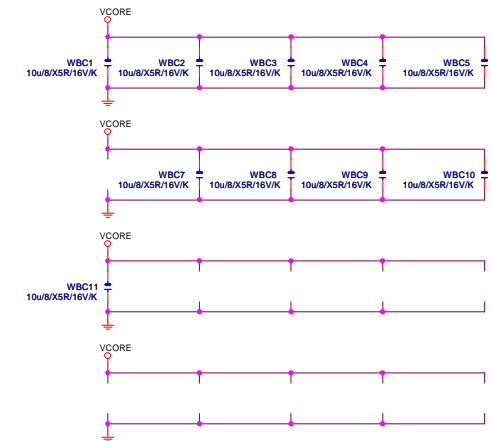 VCORE
WBC1 WBC2 WBC3 WBC4 WBC5
10u/8/X5R/16V/K 10u/8/X5R/16V/K 10u/8/X5R/16V/K 10u/8/X5R/16V/K 10u/8/X5R/16V/K
VCORE
WBC7 WBC8 WBC9 WBC10
10u/8/X5R/16V/K 10u/8/X5R/16V/K 10u/8/X5R/16V/K 10u/8/X5R/16V/K
VCORE
WBC11
10u/8/X5R/16V/K
VCORE